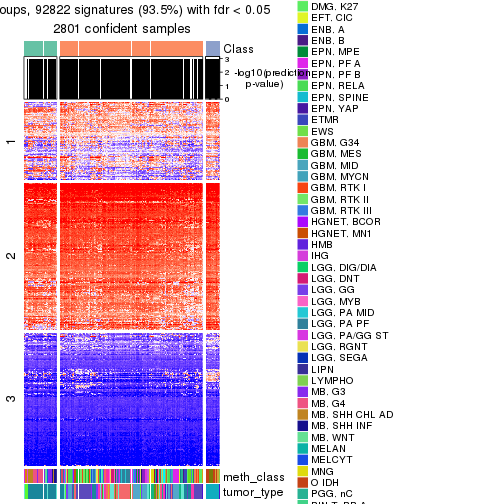 oups, 92822 signatures (93.5%) with fdr < 0.05
2801 confident samples
Class
3
2
1
0
-log10(prediction
p-value)
1
2
3
meth_class
tumor_type
DMG. K27
EFT. CIC
ENB. A
ENB. B
EPN. MPE
EPN. PF A
EPN. PF B
EPN. RELA
EPN. SPINE
EPN. YAP
ETMR
EWS
GBM. G34
GBM. MES
GBM. MID
GBM. MYCN
GBM. RTK I
GBM. RTK II
GBM. RTK III
HGNET. BCOR
HGNET. MN1
HMB
IHG
LGG. DIG/DIA
LGG. DNT
LGG. GG
LGG. MYB
LGG. PA MID
LGG. PA PF
LGG. PA/GG ST
LGG. RGNT
LGG. SEGA
LIPN
LYMPHO
MB. G3
MB. G4
MB. SHH CHL AD
MB. SHH INF
MB. WNT
MELAN
MELCYT
MNG
O IDH
PGG. nC